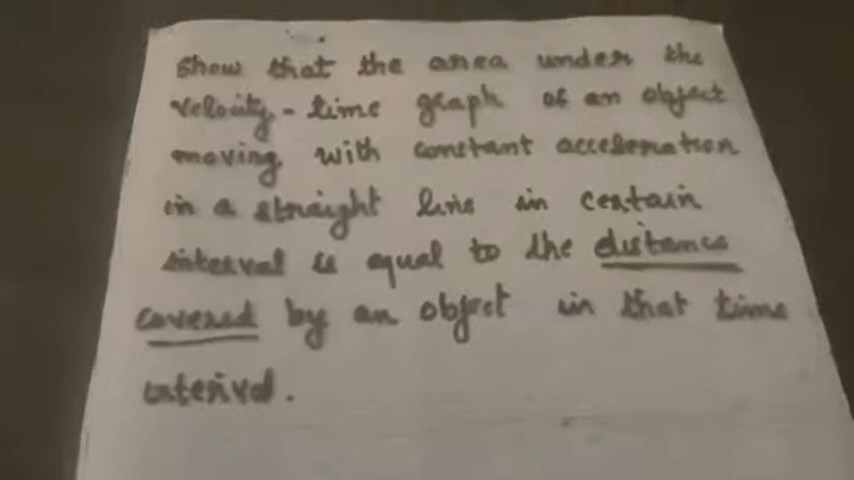 show that the area under the
velocity - time graph of an object
moving with constant acceleration
in a straight line in certain
interval is equal to the distance
covered by an object in that time
interval.